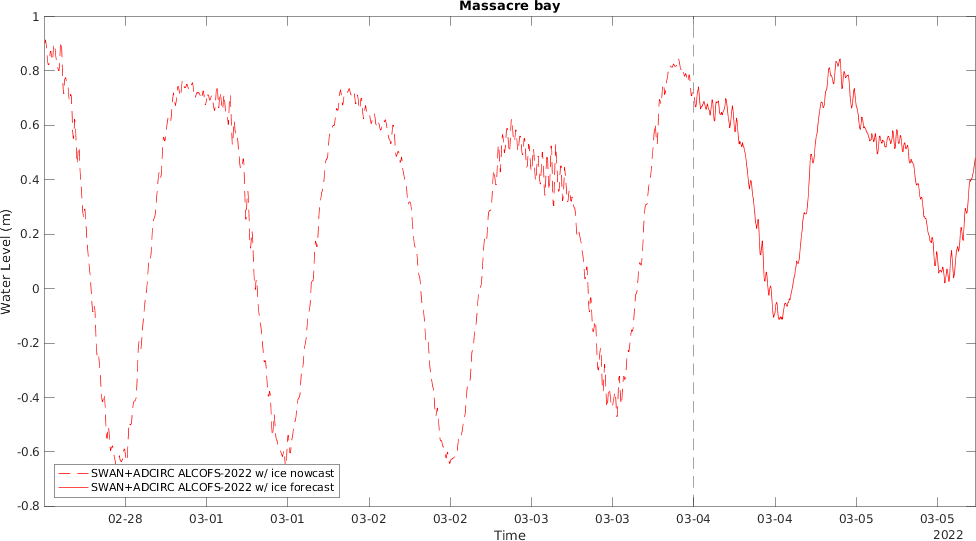 Massacre bay
1
0.8
0.6
0.4
0.2
0
-0.2
-0.4
-0.6
-0.8
Water Level (m)
SWAN+ADCIRC ALCOFS-2022 w/ ice nowcast
SWAN+ADCIRC ALCOFS-2022 w/ ice forecast
02-28 03-01 03-01 03-02 03-02 03-03 03-03 03-04 03-04 03-05 03-05
Time
2022